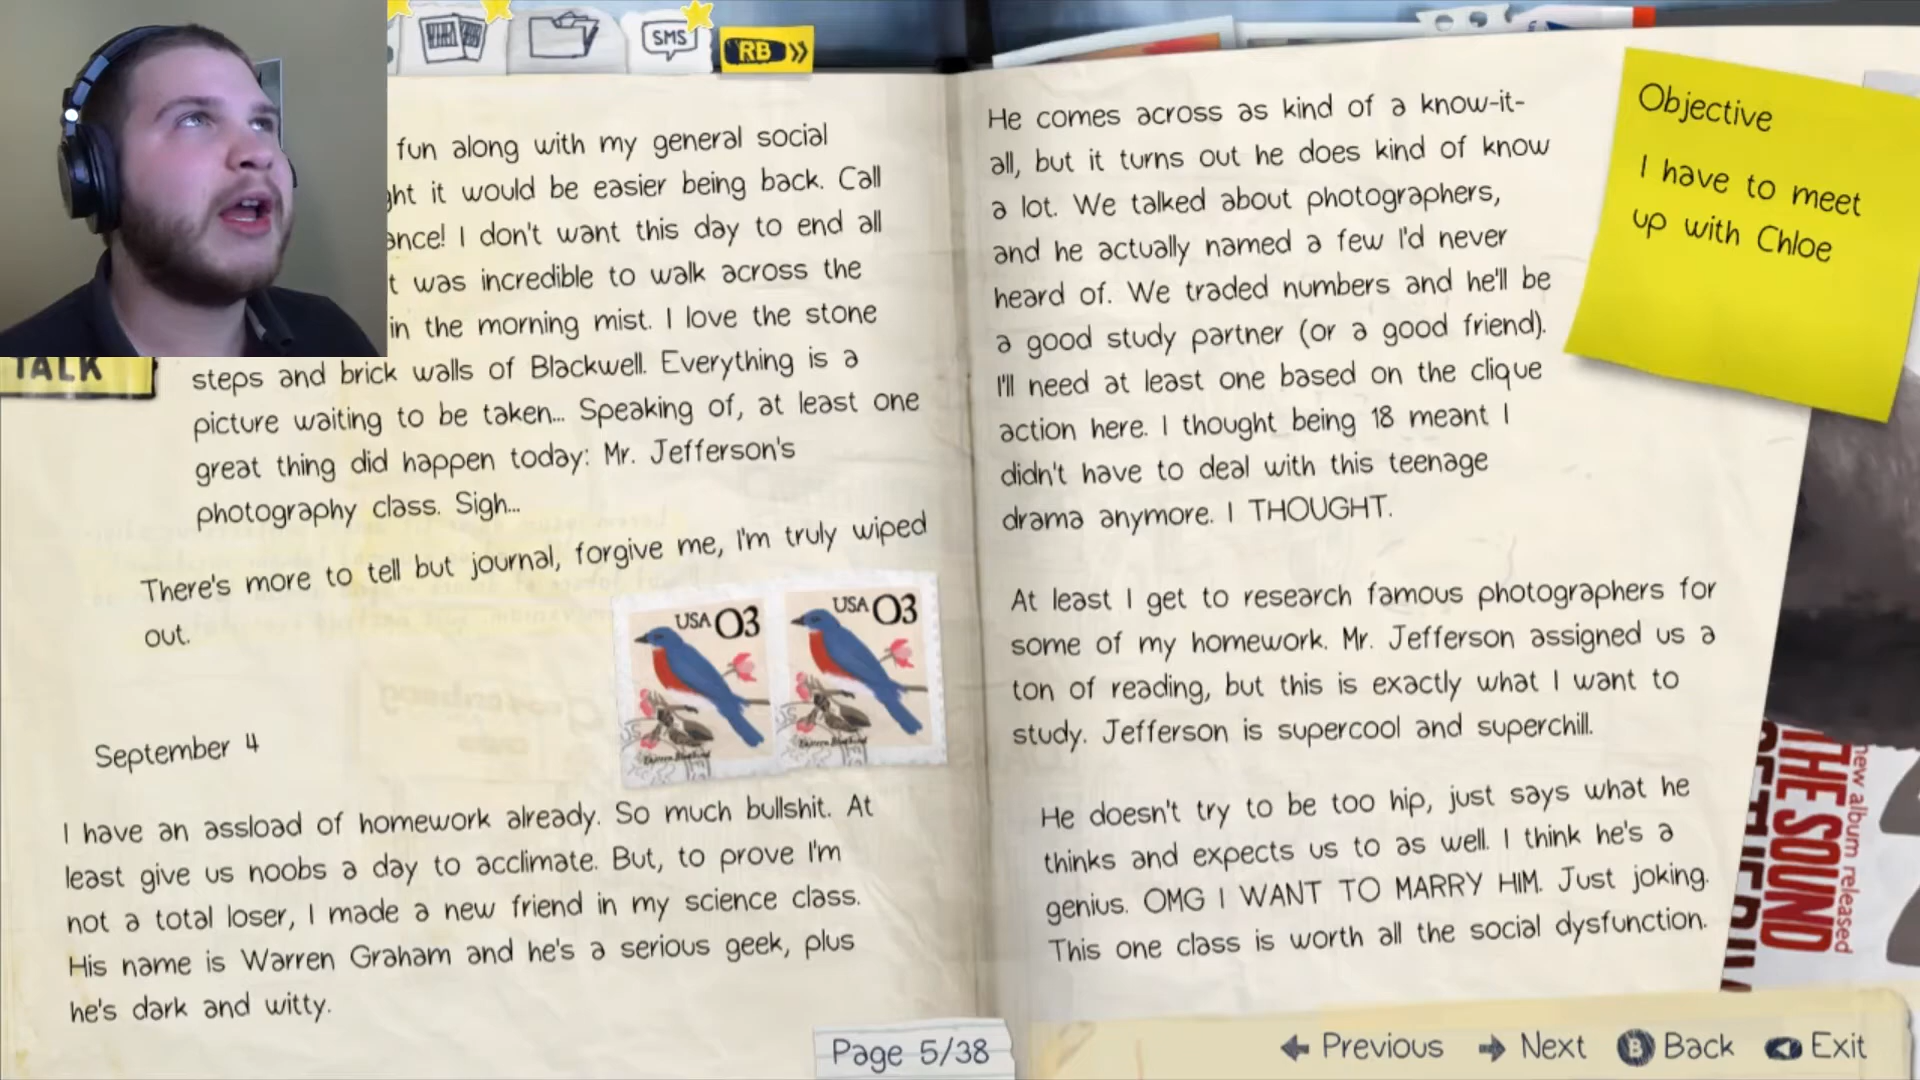 SMS
RB
fun along with my general social
it would be easier being back. Call
I don't want this day to end all
was incredible to walk across the
in the morning mist. I love the stone
TALK
steps and brick walls of Blackwell. Everything is a
picture waiting to be taken... Speaking of, at least one
great thing did happen today: Mr. Jefferson's
photography class. Sigh...
There's more to tell but journal, forgive me, I'm truly wiped
out.
USA 03
USA 03
September 4
I have an assload of homework already. So much bullshit. At
least give us noobs a day to acclimate. But, to prove I'm
not a total loser, I made a new friend in my science class.
His name is Warren Graham and he's a serious geek, plus
he's dark and witty.
He comes across as kind of a know-it-
all, but it turns out he does kind of know
a lot. We talked about photographers,
and he actually named a few I'd never
heard of. We traded numbers and he'll be
a good study partner (or a good friend).
I'll need at least one based on the clique
action here. I thought being 18 meant I
didn't have to deal with this teenage
drama anymore. I THOUGHT.
At least I get to research famous photographers for
some of my homework. Mr. Jefferson assigned us a
ton of reading, but this is exactly what I want to
study. Jefferson is supercool and superchill.
He doesn't try to be too hip, just says what he
thinks and expects us to as well. I think he's a
genius. OMG I WANT TO MARRY HIM. Just joking.
This one class is worth all the social dysfunction.
Objective
I have to meet
up with Chloe
new album released
THE SOUND
Page 5/38
Previous
Next
B Back
Exit